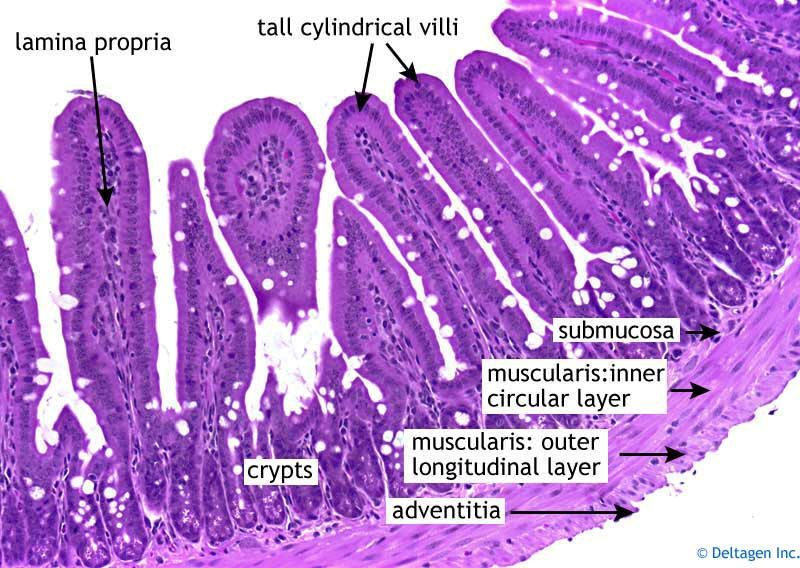 tall cylindrical villi
lamina propria
submucosa
muscularis:inner
circular layer
muscularis: outer
longitudinal layer
crypts
adventitia
© Deltagen Inc.